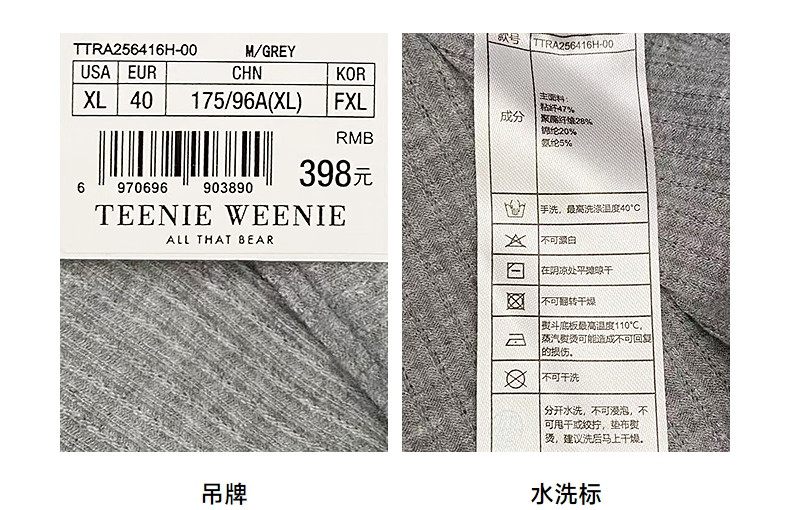 TTRA256416H-00 M/GREY
USA EUR CHN KOR
XL 40 175/96A(XL) FXL
RMB
398元
6 970696 903890
TEENIE WEENIE
ALL THAT BEAR
款号 TTRA256416H-00
成分
主面料:
粘纤47%
聚酯纤维28%
锦纶20%
氨纶5%
手洗，最高洗涤温度40°C
不可漂白
在阴凉处平摊晾干
不可翻转干燥
熨斗底板最高温度110℃，
蒸汽熨烫可能造成不可回复
的损伤。
不可干洗
分开水洗，不可浸泡，不
可甩干或绞拧，垫布熨
烫，建议洗后马上干燥。
吊牌
水洗标